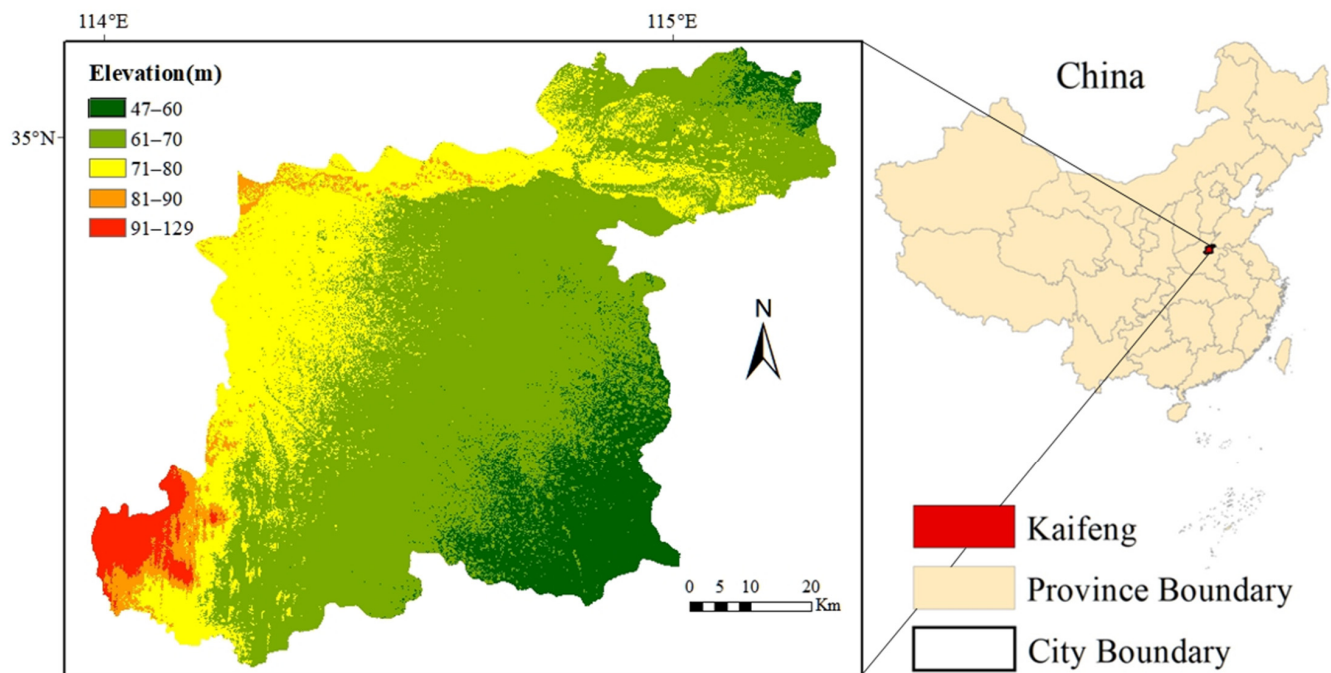 114°E
115°E
35°N
Elevation(m)
47–60
61–70
71–80
81–90
91–129
N
0 5 10 20
Km
China
Kaifeng
Province Boundary
City Boundary